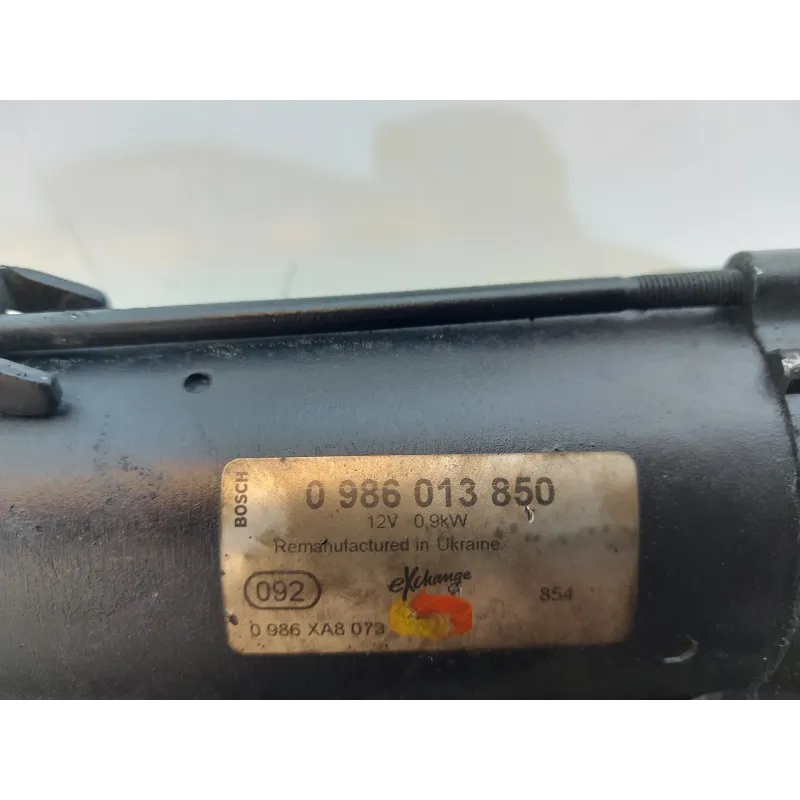 BOSCH
0 986 013 850
12V 0,9kW
Remanufactured in Ukraine
092
eXchange
854
0 986 XA8 073